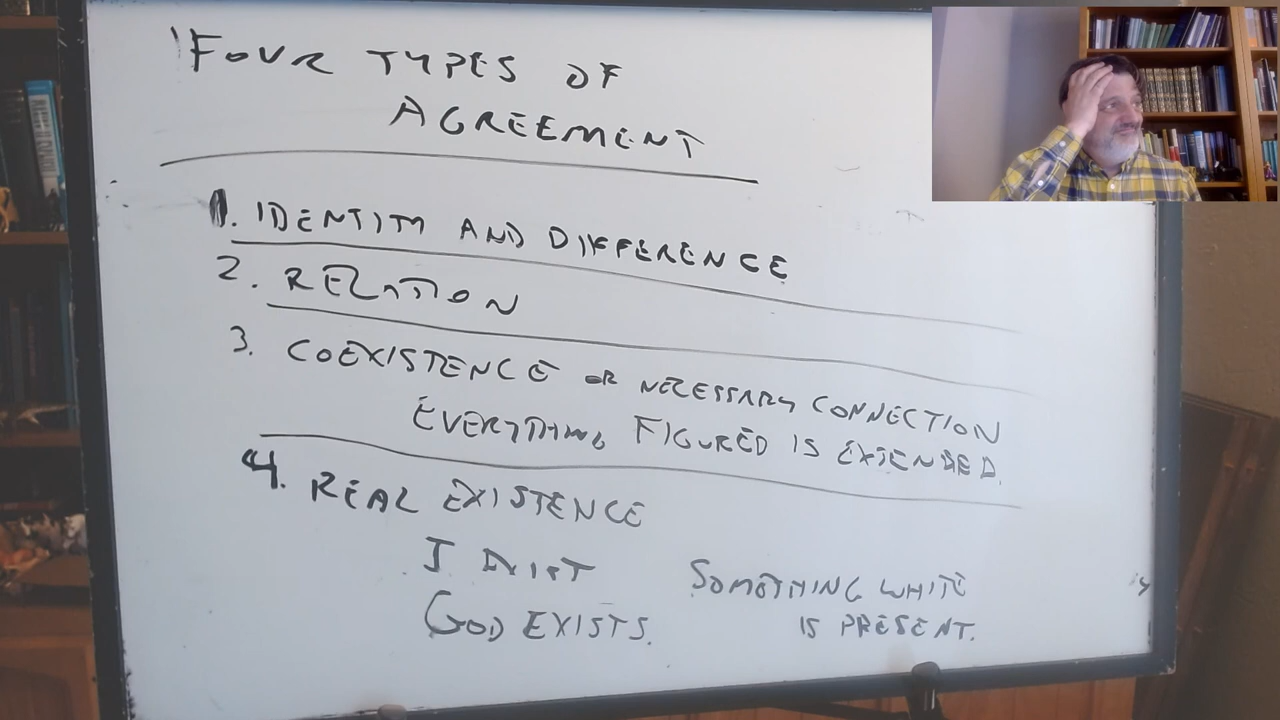 FOUR TYPES OF
AGREEMENT
1. IDENTITY AND DIFFERENCE
2. RELATION
3. COEXISTENCE OR NECESSARY CONNECTION
EVERYTHING FIGURED IS EXTENDED.
4. REAL EXISTENCE
I EXIST
GOD EXISTS.
SOMETHING WHITE
IS PRESENT.